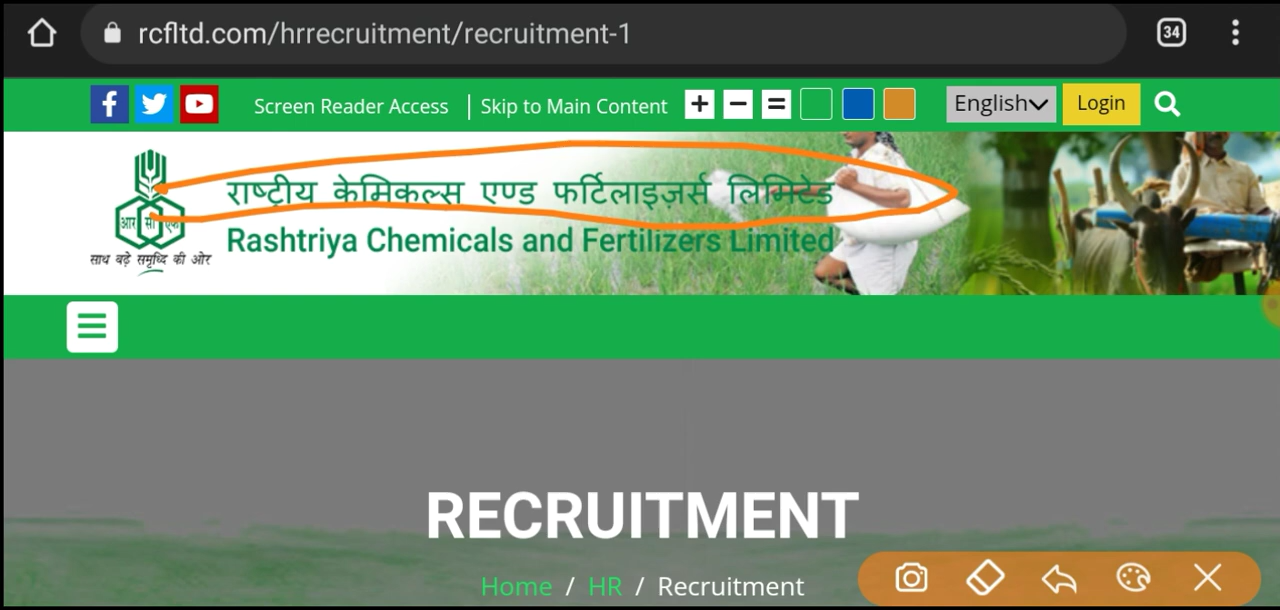 rcfltd.com/hrrecruitment/recruitment-1 34
Screen Reader Access | Skip to Main Content + - = English Login
राष्ट्रीय केमिकल्स एण्ड फर्टिलाइज़र्स लिमिटेड
आर सी एफ
Rashtriya Chemicals and Fertilizers Limited
साथ बढ़े समृध्दि की ओर
RECRUITMENT
Home / HR / Recruitment